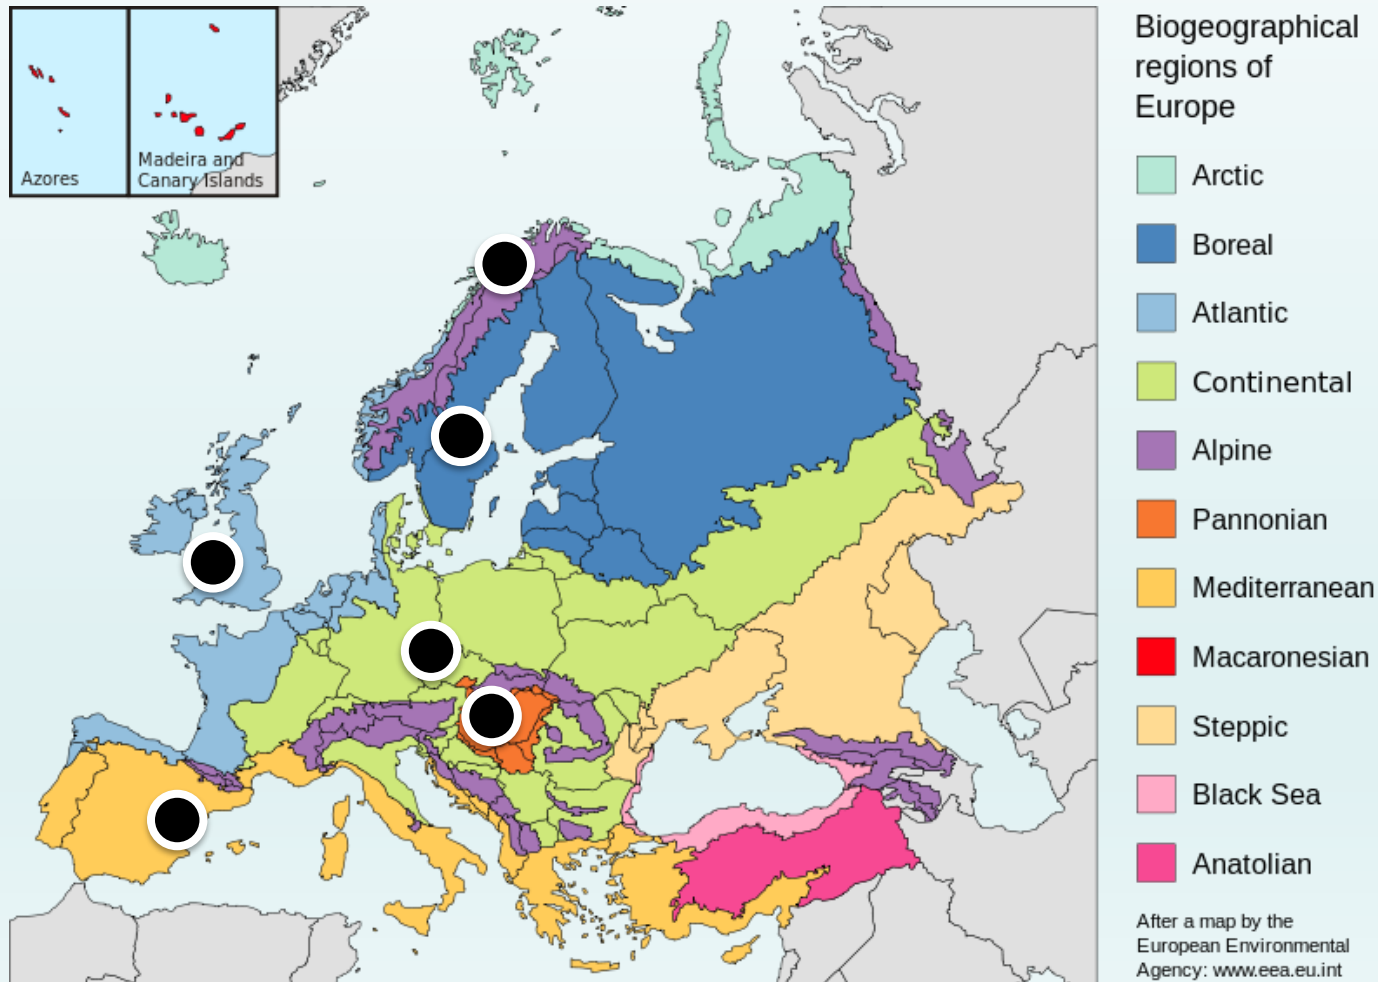 Azores
Madeira and
Canary Islands
Biogeographical
regions of
Europe
Arctic
Boreal
Atlantic
Continental
Alpine
Pannonian
Mediterranean
Macaronesian
Steppic
Black Sea
Anatolian
After a map by the
European Environmental
Agency: www.eea.eu.int